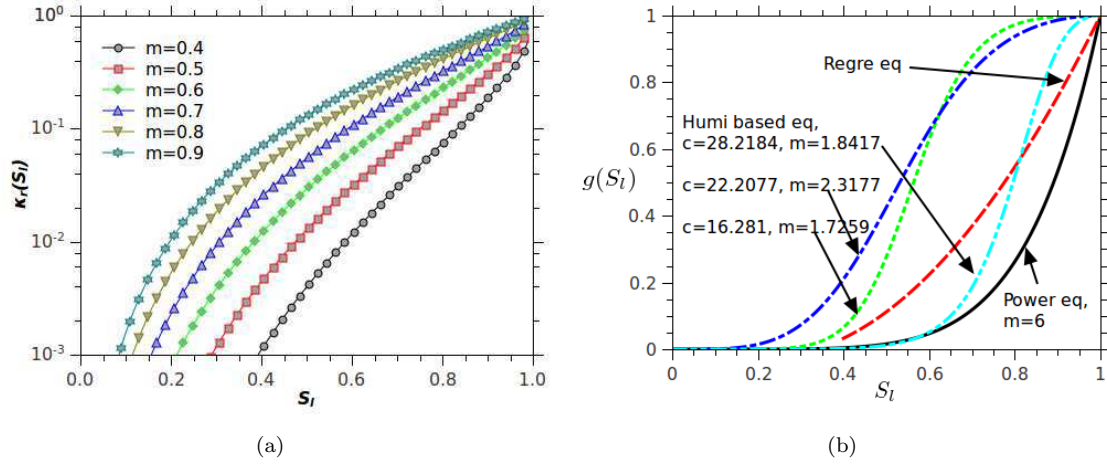 10^0
10^-1
10^-2
10^-3
κr(Sl)
m=0.4
m=0.5
m=0.6
m=0.7
m=0.8
m=0.9
0.0 0.2 0.4 0.6 0.8 1.0
Sl
(a)
1
0.8
0.6
0.4
0.2
0
g(Sl)
Regre eq
Humi based eq,
c=28.2184, m=1.8417
c=22.2077, m=2.3177
c=16.281, m=1.7259
Power eq,
m=6
0 0.2 0.4 0.6 0.8 1
Sl
(b)